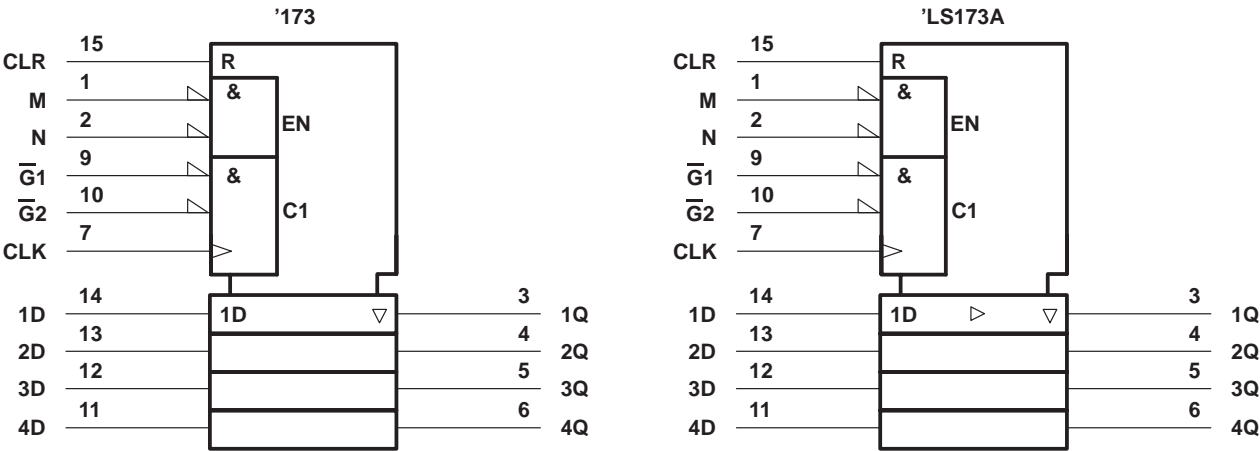 ’173
CLR 15 R
M 1 &
N 2 EN
G̅1 9 &
G̅2 10 C1
CLK 7
1D 14 1D 3 1Q
2D 13 4 2Q
3D 12 5 3Q
4D 11 6 4Q
’LS173A
CLR 15 R
M 1 &
N 2 EN
G̅1 9 &
G̅2 10 C1
CLK 7
1D 14 1D 3 1Q
2D 13 4 2Q
3D 12 5 3Q
4D 11 6 4Q